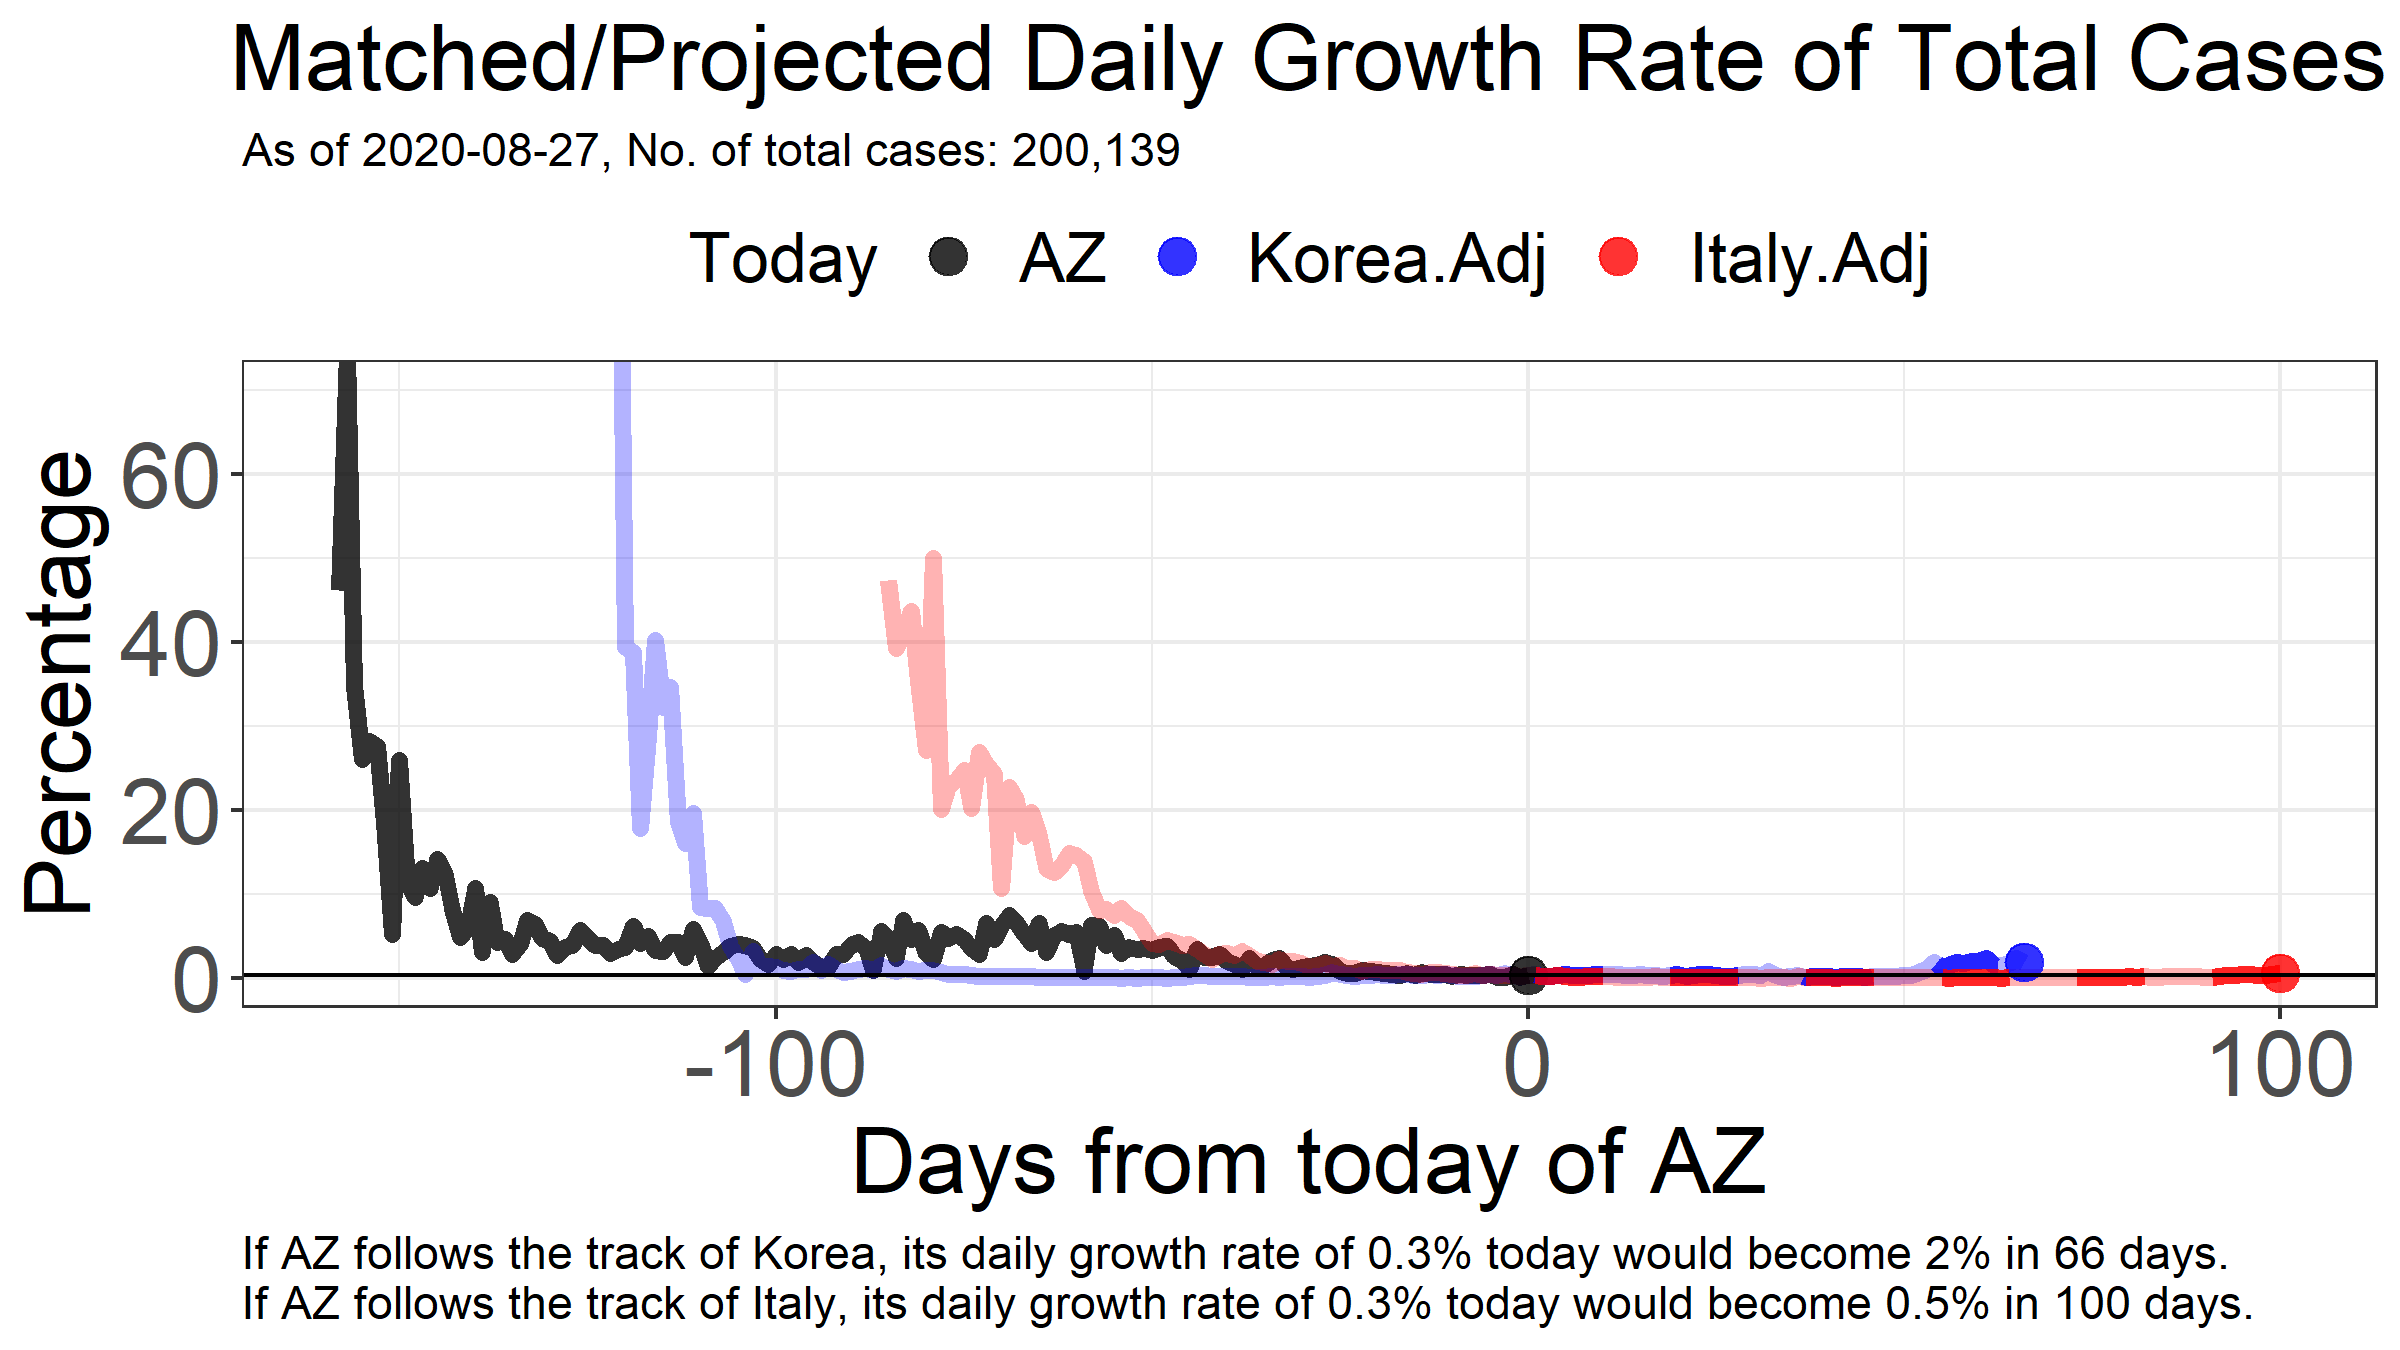 Matched/Projected Daily Growth Rate of Total Cases
As of 2020-08-27, No. of total cases: 200,139
Today AZ Korea.Adj Italy.Adj
Percentage
60
40
20
0
-100 0 100
Days from today of AZ
If AZ follows the track of Korea, its daily growth rate of 0.3% today would become 2% in 66 days.
If AZ follows the track of Italy, its daily growth rate of 0.3% today would become 0.5% in 100 days.